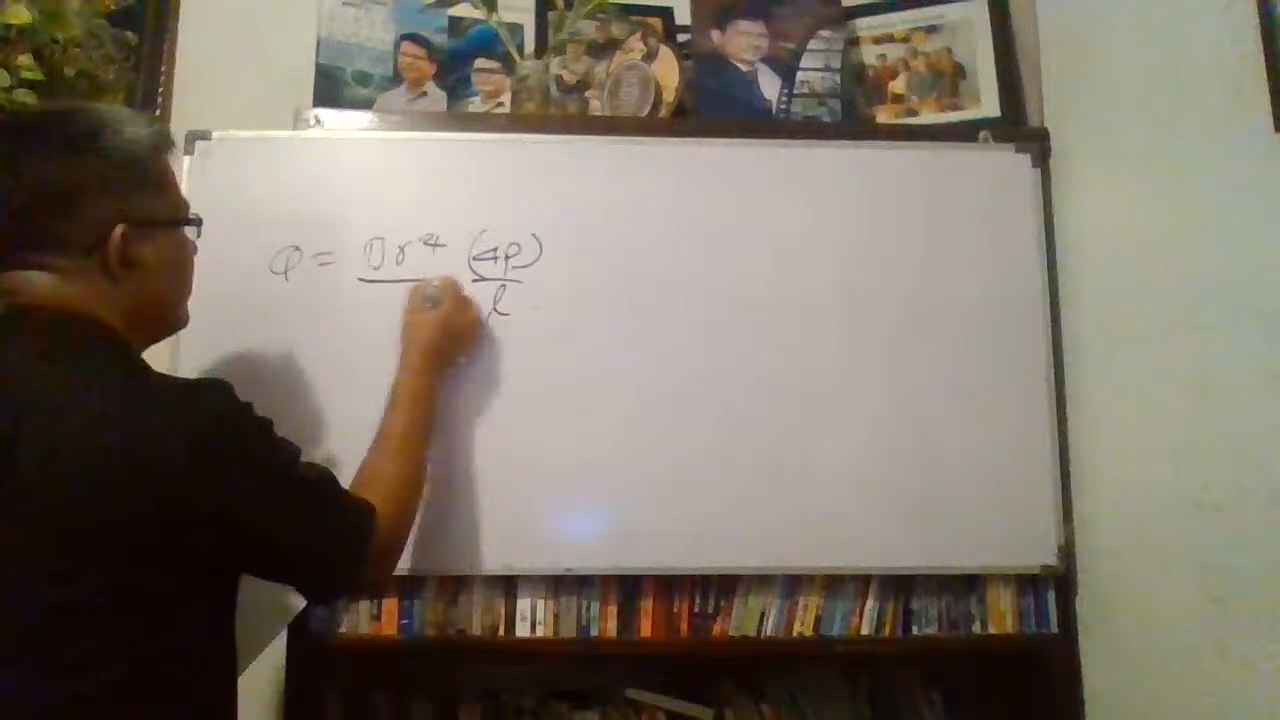 Q = πr⁴ (ΔP)
l